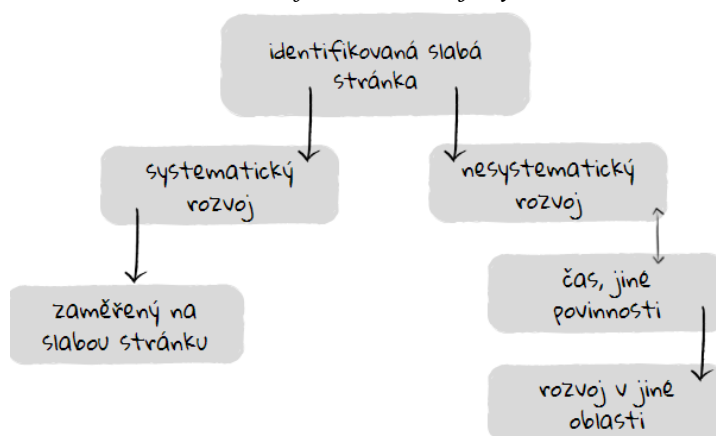 identifikovaná slabá
stránka
systematický
rozvoj
nesystematický
rozvoj
zaměřený na
slabou stránku
čas, jiné
povinnosti
rozvoj v jiné
oblasti